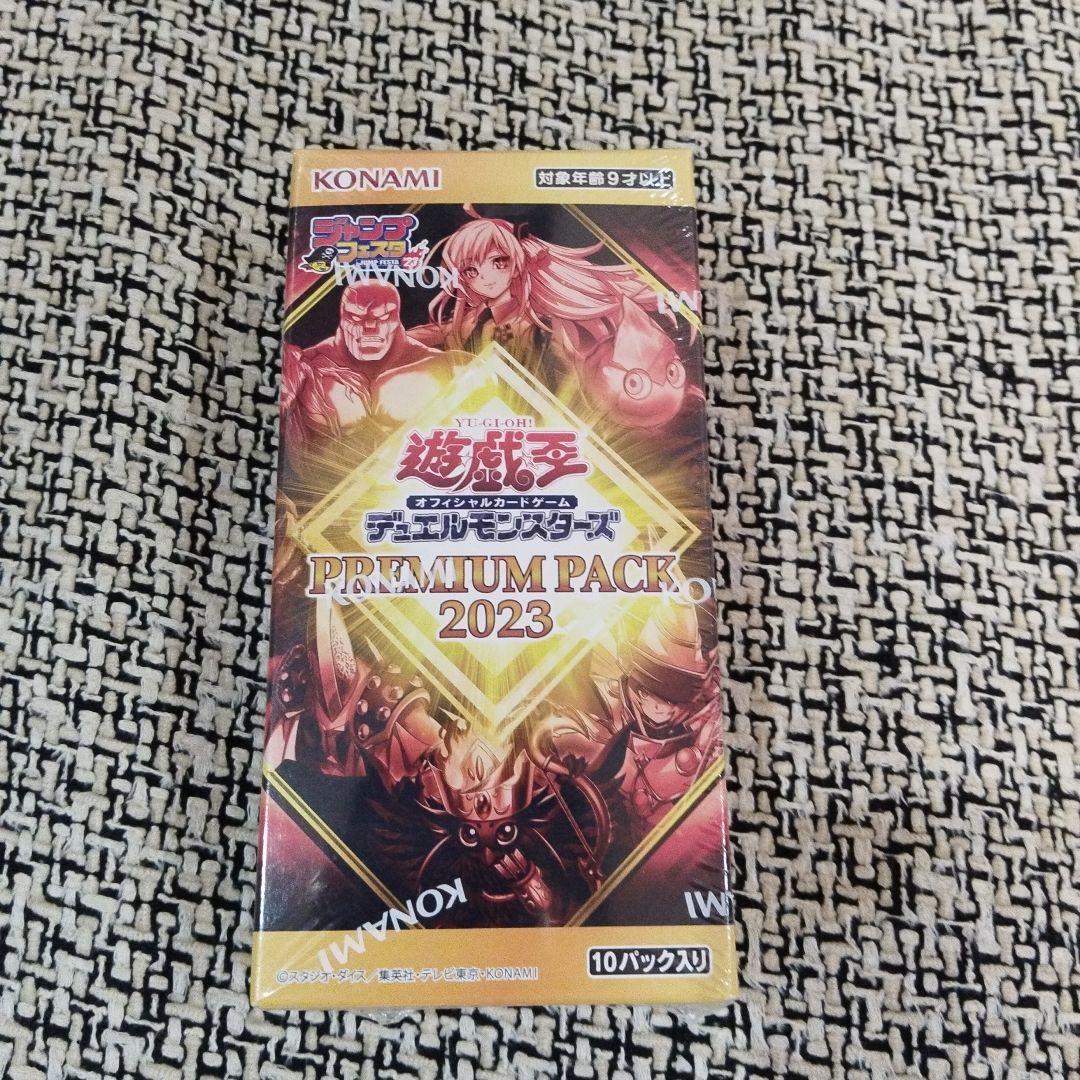 KONAMI
対象年齢9才以上
ジャンプ
フェスタ
JUMP FESTA '23
KONAMI
MI
YU-GI-OH!
遊戯王
オフィシャルカードゲーム
デュエルモンスターズ
PREMIUM PACK
2023
KONAMI
MI
©スタジオ・ダイス/集英社・テレビ東京・KONAMI
10パック入り